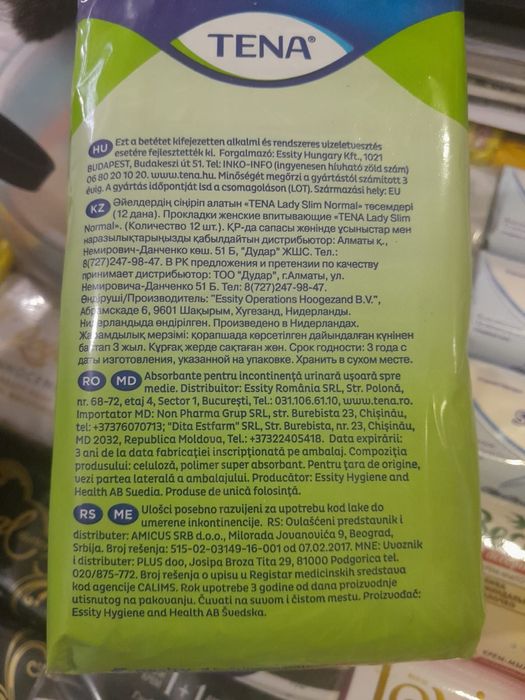 TENA®
HU Ezt a betétet kifejezetten alkalmi és rendszeres vizeletvesztés
esetére fejlesztették ki. Forgalmazó: Essity Hungary Kft., 1021
BUDAPEST, Budakeszi út 51. Tel: INKO-INFO (ingyenesen hívható zöld szám)
06 80 20 10 20. www.tena.hu. Minőségét megőrzi a gyártástól számított 3
évig. A gyártás időpontját lsd a csomagoláson (LOT). Származási hely: EU
KZ Әйелдердің сіңіріп алатын «TENA Lady Slim Normal» төсемдері
(12 дана). Прокладки женские впитывающие «TENA Lady Slim
Normal». (Количество 12 шт.). ҚР-да сапасы жөнінде ұсыныстар мен
наразылықтарыңызды қабылдайтын дистрибьютор: Алматы қ.,
Немирович-Данченко көш. 51 Б, "Дудар" ЖШС. Тел.:
8(727)247-98-47. В РК предложения и претензии по качеству
принимает дистрибьютор: ТОО "Дудар", г.Алматы, ул.
Немировича-Данченко 51 Б. Тел: 8(727)247-98-47.
Өндіруші/Производитель: "Essity Operations Hoogezand B.V.",
Абрамскаде 6, 9601 Шақырым, Хугезанд, Нидерланды.
Нидерландыда өндірілген. Произведено в Нидерландах.
Жарамдылық мерзімі: қорапшада көрсетілген дайындалған күнінен
бастап 3 жыл. Құрғақ жерде сақтаған жөн. Срок годности: 3 года с
даты изготовления, указанной на упаковке. Хранить в сухом месте.
RO MD Absorbante pentru incontinenţă urinară uşoară spre
medie. Distribuitor: Essity România SRL, Str. Polonă,
nr. 68-72, etaj 4, Sector 1, Bucureşti, Tel.: 031.106.61.10, www.tena.ro.
Importator MD: Non Pharma Grup SRL, str. Burebista 23, Chişinău,
tel: +37376070713; "Dita Estfarm" SRL, Str. Burebista, nr. 23, Chişinău,
MD 2032, Republica Moldova, Tel.: +37322405418. Data expirării:
3 ani de la data fabricaţiei inscripţionată pe ambalaj. Compoziţia
produsului: celuloză, polimer super absorbant. Pentru ţara de origine,
vezi partea laterală a ambalajului. Producător: Essity Hygiene and
Health AB Suedia. Produse de unică folosinţă.
RS ME Ulošci posebno razvijeni za upotrebu kod lake do
umerene inkontinencije. RS: Ovlašćeni predstavnik i
distributer: AMICUS SRB d.o.o., Milorada Jovanovića 9, Beograd,
Srbija. Broj rešenja: 515-02-03149-16-001 od 07.02.2017. MNE: Uvoznik
i distributer: PLUS doo, Josipa Broza Tita 29, 81000 Podgorica tel.
020/875-772. Broj rešenja o upisu u Registar medicinskih sredstava
kod agencije CALIMS. Rok upotrebe 3 godine od dana proizvodnje
utisnutog na pakovanju. Čuvati na suvom i čistom mestu. Proizvođač:
Essity Hygiene and Health AB Švedska.